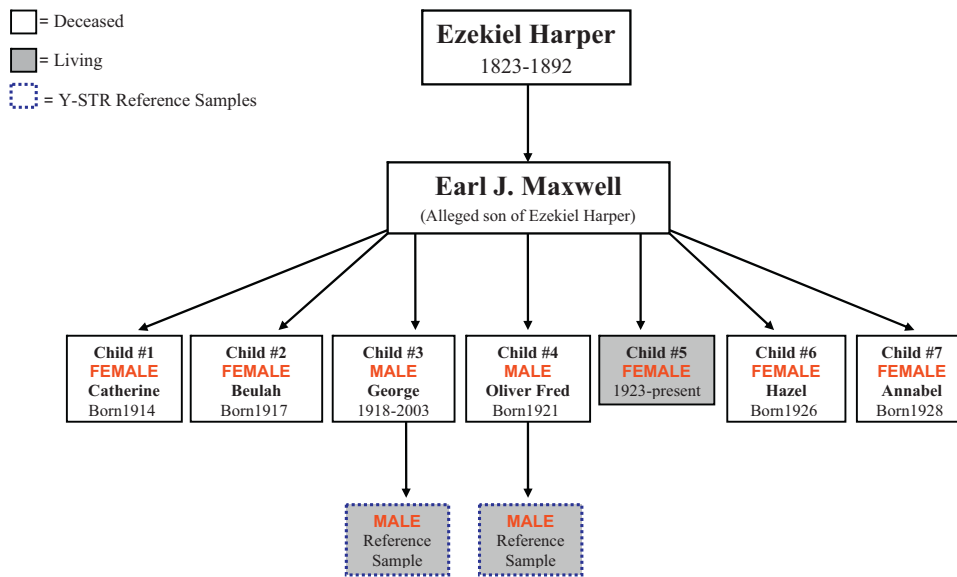 = Deceased
= Living
= Y-STR Reference Samples
Ezekiel Harper
1823-1892
Earl J. Maxwell
(Alleged son of Ezekiel Harper)
Child #1
FEMALE
Catherine
Born1914
Child #2
FEMALE
Beulah
Born1917
Child #3
MALE
George
1918-2003
Child #4
MALE
Oliver Fred
Born1921
Child #5
FEMALE
1923-present
Child #6
FEMALE
Hazel
Born1926
Child #7
FEMALE
Annabel
Born1928
MALE
Reference
Sample
MALE
Reference
Sample